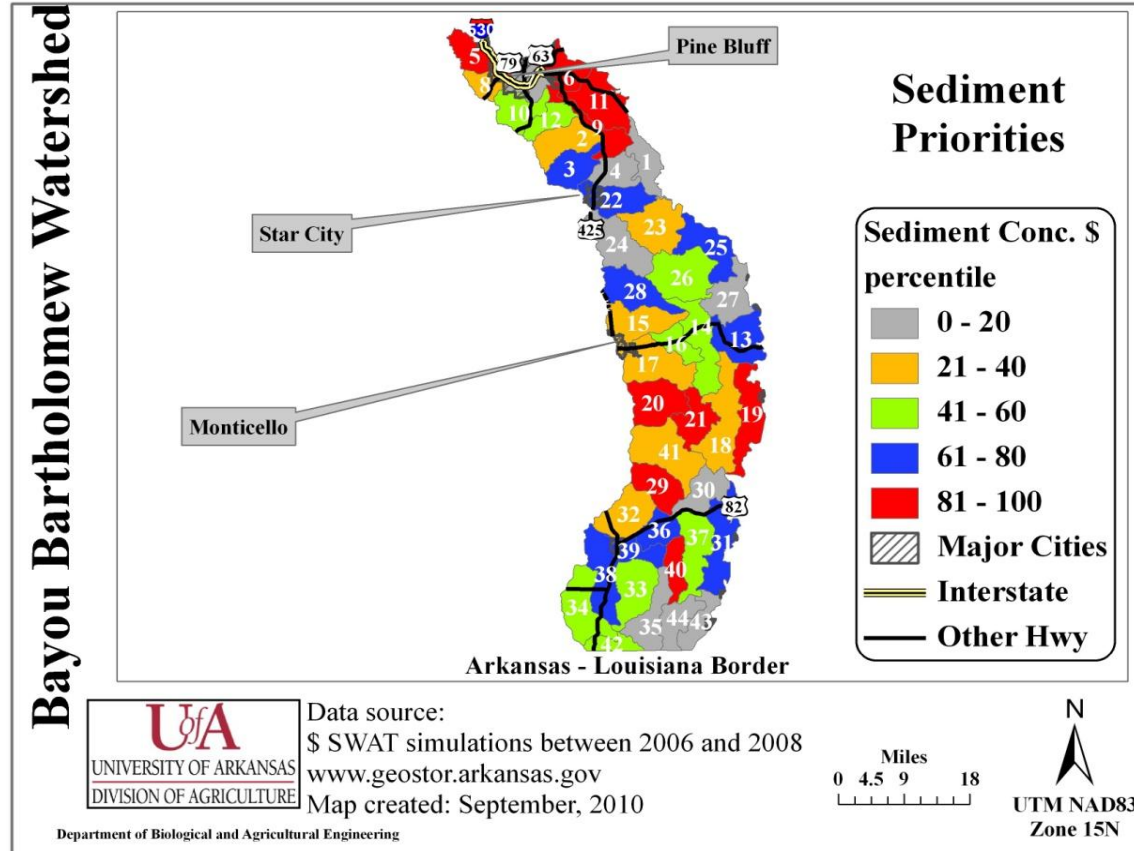 Bayou Bartholomew Watershed
Sediment
Priorities
Pine Bluff
Star City
Monticello
530
79
63
5
8
6
11
10
12
9
2
3
4
1
22
425
23
24
25
26
27
28
15
14
13
16
17
20
21
19
18
41
29
30
32
82
36
37
31
39
38
40
33
34
35
44
43
42
Arkansas - Louisiana Border
Sediment Conc. $
percentile
0 - 20
21 - 40
41 - 60
61 - 80
81 - 100
Major Cities
Interstate
Other Hwy
UofA
UNIVERSITY OF ARKANSAS
DIVISION OF AGRICULTURE
Department of Biological and Agricultural Engineering
Data source:
$ SWAT simulations between 2006 and 2008
www.geostor.arkansas.gov
Map created: September, 2010
Miles
0 4.5 9 18
N
UTM NAD83
Zone 15N